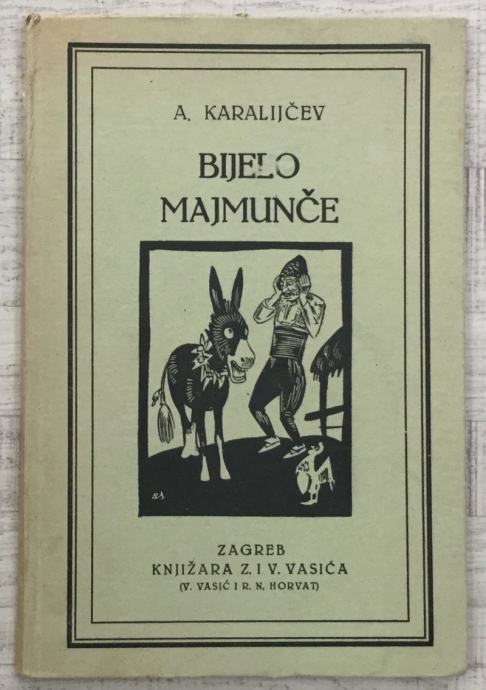 A. KARALIJČEV
BIJELO
MAJMUNČE
ZAGREB
KNJIŽARA Z. I V. VASIĆA
(V. VASIĆ I R. N. HORVAT)